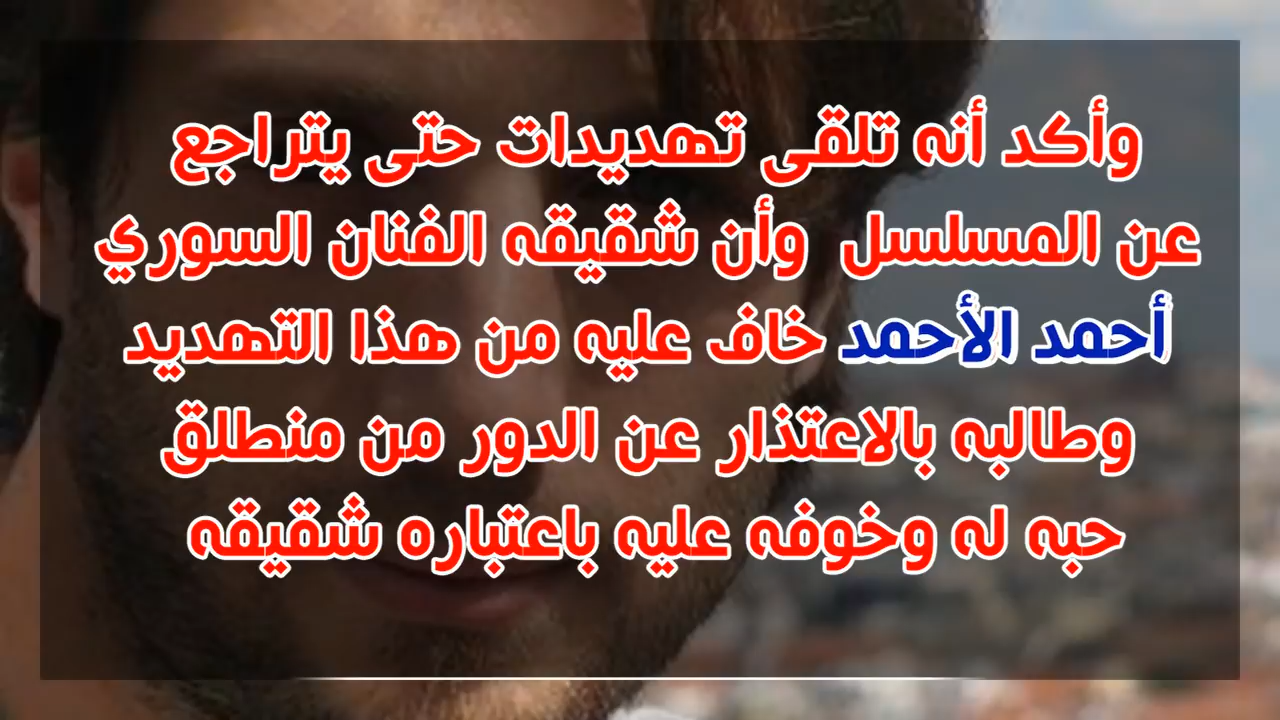 وأكد أنه تلقى تهديدات حتى يتراجع
عن المسلسل وأن شقيقه الفنان السوري
أحمد الأحمد خاف عليه من هذا التهديد
وطالبه بالاعتذار عن الدور من منطلق
حبه له وخوفه عليه باعتباره شقيقه